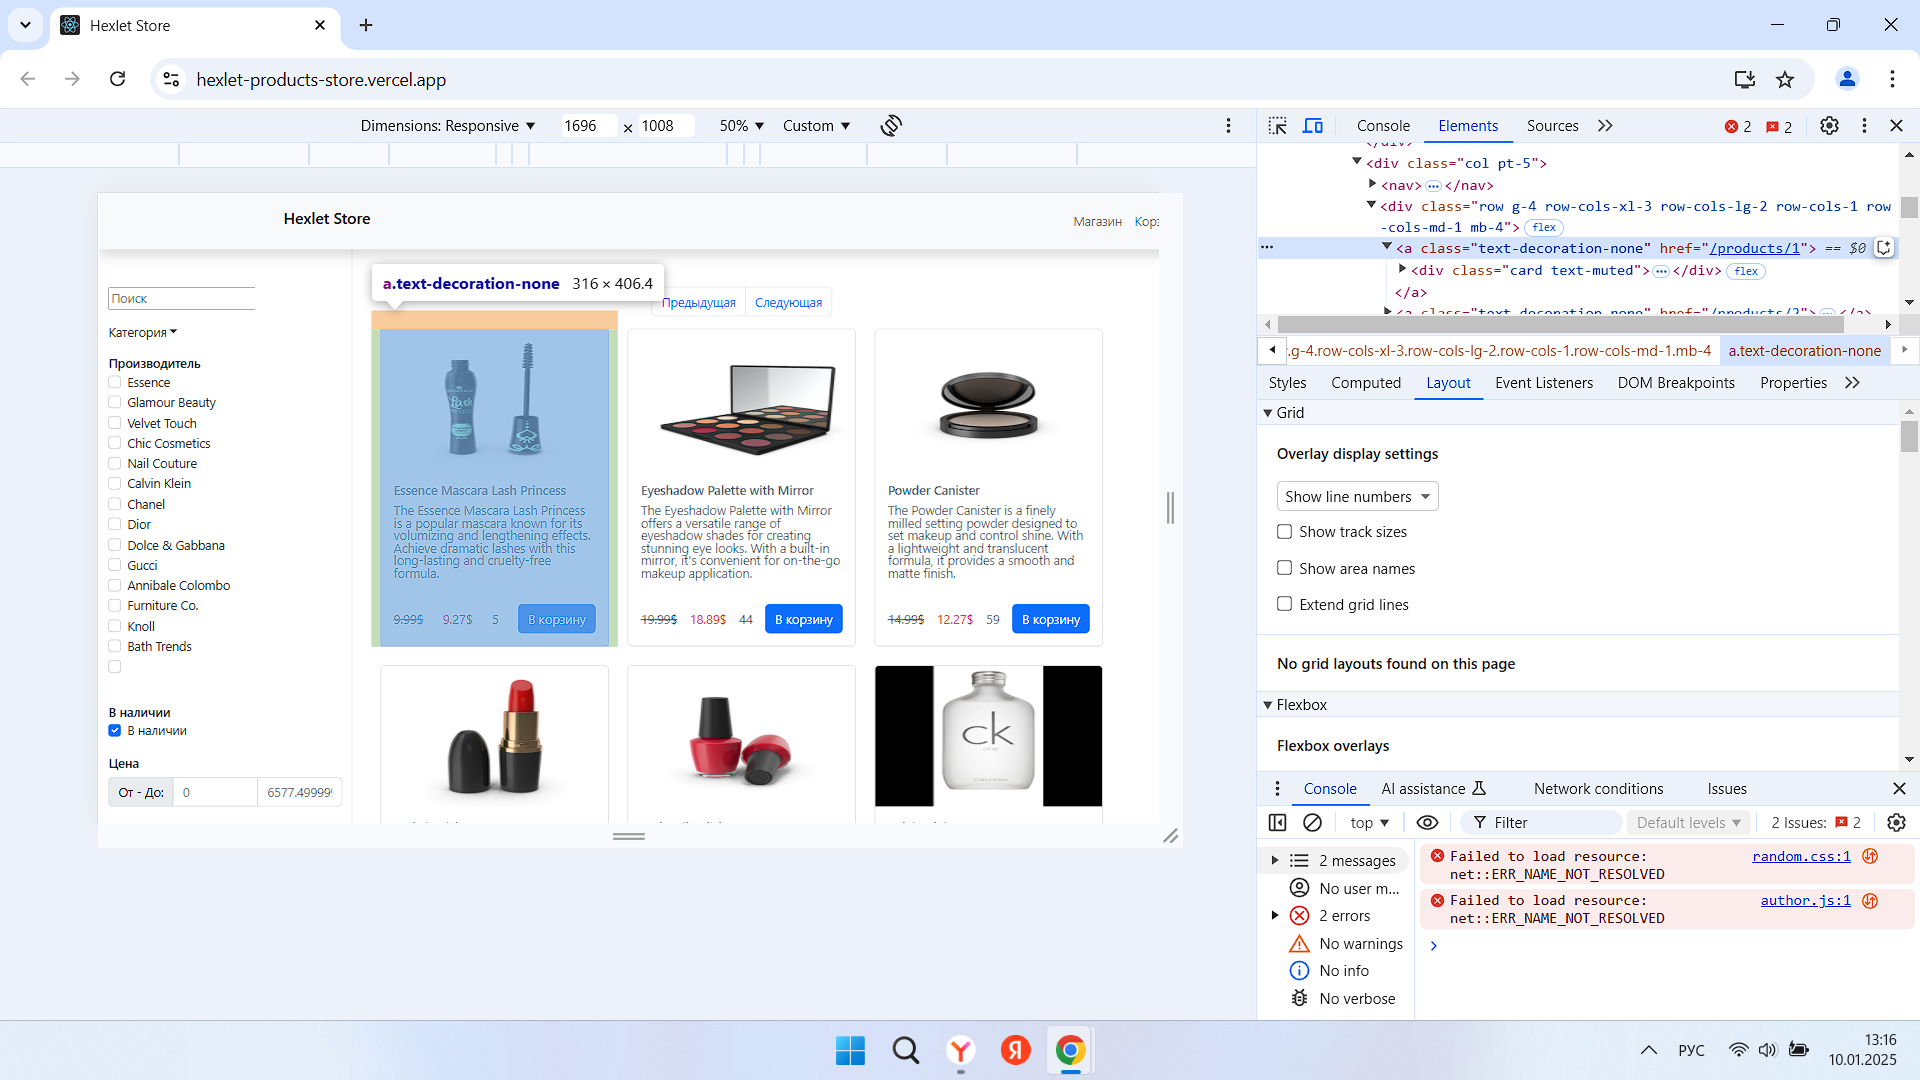 Hexlet Store
hexlet-products-store.vercel.app
Dimensions: Responsive
1696
×
1008
50%
Custom
Hexlet Store
Магазин
a.text-decoration-none 316 × 406.4
Предыдущая
Следующая
Поиск
Категория
Производитель
Essence
Glamour Beauty
Velvet Touch
Chic Cosmetics
Nail Couture
Calvin Klein
Chanel
Dior
Dolce & Gabbana
Gucci
Annibale Colombo
Furniture Co.
Knoll
Bath Trends
В наличии
В наличии
Цена
От - До:
0
6577.49999
Essence Mascara Lash Princess
The Essence Mascara Lash Princess
is a popular mascara known for its
volumizing and lengthening effects.
Achieve dramatic lashes with this
long-lasting and cruelty-free
formula.
9.99$ 9.27$ 5 В корзину
Eyeshadow Palette with Mirror
The Eyeshadow Palette with Mirror
offers a versatile range of
eyeshadow shades for creating
stunning eye looks. With a built-in
mirror, it's convenient for on-the-go
makeup application.
19.99$ 18.89$ 44 В корзину
Powder Canister
The Powder Canister is a finely
milled setting powder designed to
set makeup and control shine. With
a lightweight and translucent
formula, it provides a smooth and
matte finish.
14.99$ 12.27$ 59 В корзину
ck
one
Calvin Klein
Console
Elements
Sources
2
2
</div>
<div class="col pt-5">
<nav> </nav>
<div class="row g-4 row-cols-xl-3 row-cols-lg-2 row-cols-1 row
-cols-md-1 mb-4"> flex
<a class="text-decoration-none" href="/products/1"> == $0
<div class="card text-muted"> </div> flex
</a>
<a class="text-decoration-none" href="/products/2"> </a>
.g-4.row-cols-xl-3.row-cols-lg-2.row-cols-1.row-cols-md-1.mb-4
a.text-decoration-none
Styles
Computed
Layout
Event Listeners
DOM Breakpoints
Properties
Grid
Overlay display settings
Show line numbers
Show track sizes
Show area names
Extend grid lines
No grid layouts found on this page
Flexbox
Flexbox overlays
Console
AI assistance
Network conditions
Issues
top
Filter
Default levels
2 Issues:
2
2 messages
No user m...
2 errors
No warnings
No info
No verbose
Failed to load resource: random.css:1
net::ERR_NAME_NOT_RESOLVED
Failed to load resource: author.js:1
net::ERR_NAME_NOT_RESOLVED
РУС
13:16
10.01.2025